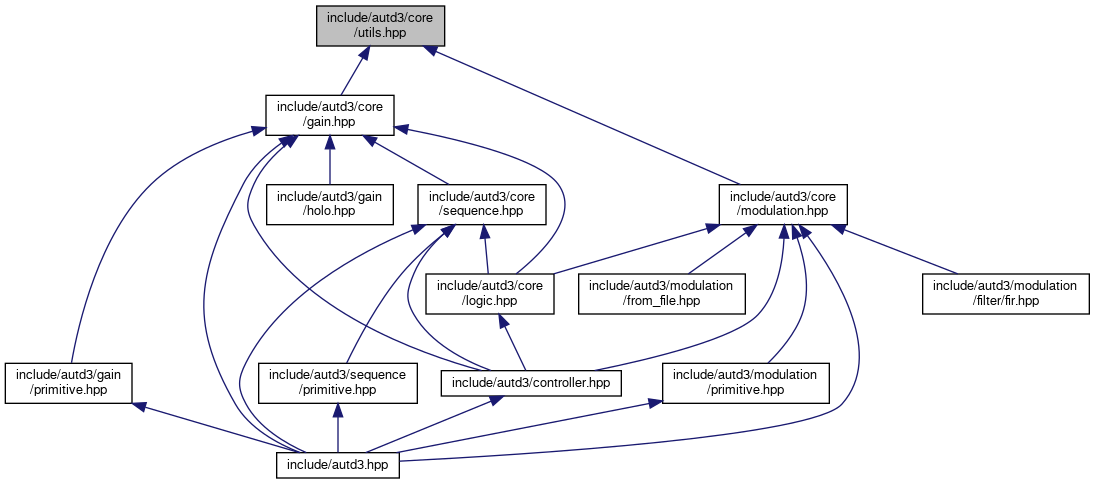 include/autd3/core
/utils.hpp
include/autd3/core
/gain.hpp
include/autd3/gain
/holo.hpp
include/autd3/core
/sequence.hpp
include/autd3/core
/modulation.hpp
include/autd3/core
/logic.hpp
include/autd3/modulation
/from_file.hpp
include/autd3/modulation
/filter/fir.hpp
include/autd3/gain
/primitive.hpp
include/autd3/sequence
/primitive.hpp
include/autd3/controller.hpp
include/autd3/modulation
/primitive.hpp
include/autd3.hpp